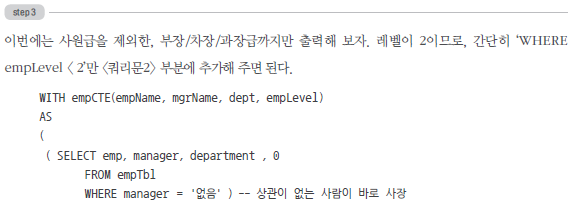 step 3
이번에는 사원급을 제외한, 부장/차장/과장급까지만 출력해 보자. 레벨이 2이므로, 간단히 ‘WHERE
empLevel < 2’만 <쿼리문2> 부분에 추가해 주면 된다.
WITH empCTE(empName, mgrName, dept, empLevel)
AS
(
( SELECT emp, manager, department , 0
FROM empTbl
WHERE manager = '없음' ) -- 상관이 없는 사람이 바로 사장